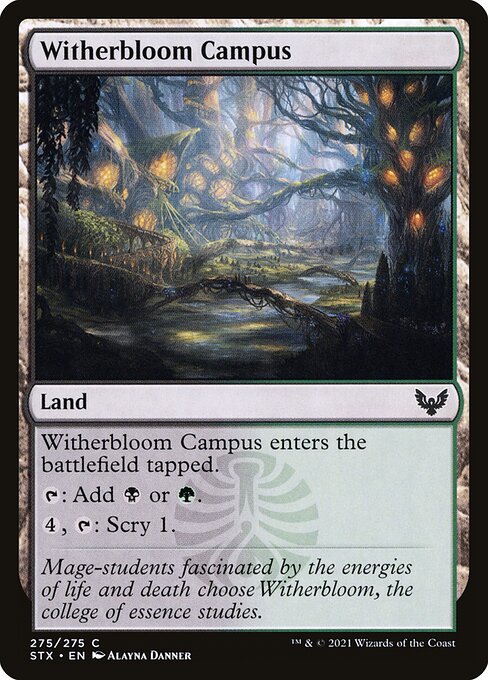 Witherbloom Campus
Land
Witherbloom Campus enters the
battlefield tapped.
: Add or .
4, : Scry 1.
Mage-students fascinated by the energies
of life and death choose Witherbloom, the
college of essence studies.
275/275 C
STX • EN Alayna Danner
™ & © 2021 Wizards of the Coast